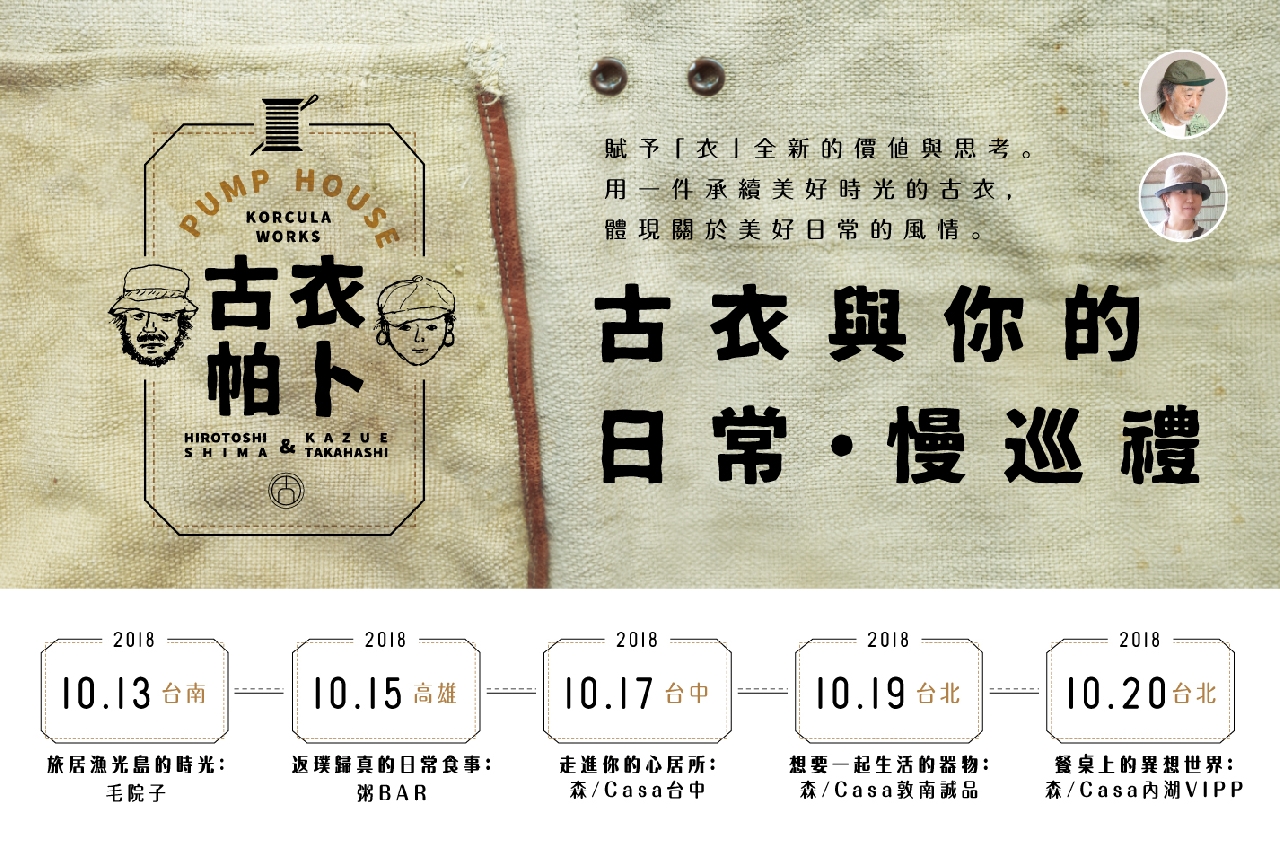 PUMP HOUSE
KORCULA
WORKS
古衣
帕卜
HIROTOSHI
SHIMA
&
KAZUE
TAKAHASHI
古
賦予「衣」全新的價值與思考。
用一件承續美好時光的古衣,
體現關於美好日常的風情。
古衣與你的
日常・慢巡禮
2018
10.13 台南
旅居漁光島的時光:
毛院子
2018
10.15 高雄
返璞歸真的日常食事:
粥BAR
2018
10.17 台中
走進你的心居所:
森/Casa台中
2018
10.19 台北
想要一起生活的器物:
森/Casa敦南誠品
2018
10.20 台北
餐桌上的異想世界:
森/Casa內湖VIPP